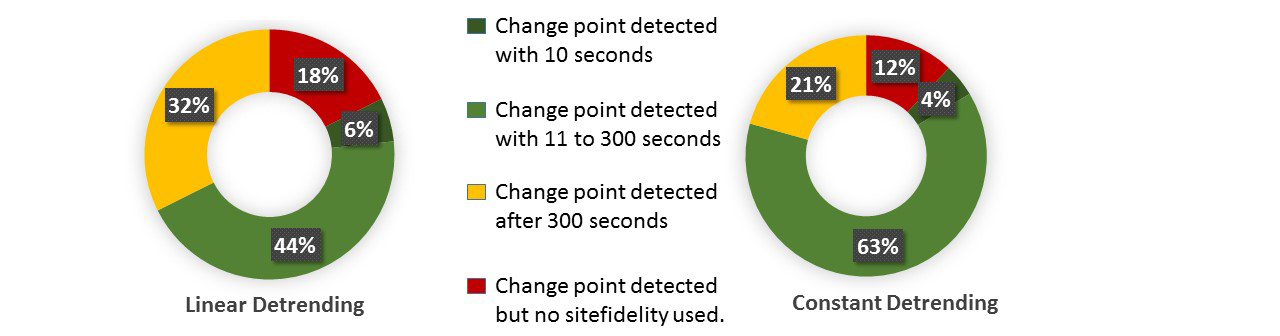 18%
32%
6%
44%
Linear Detrending
Change point detected
with 10 seconds
Change point detected
with 11 to 300 seconds
Change point detected
after 300 seconds
Change point detected
but no sitefidelity used.
12%
21%
4%
63%
Constant Detrending